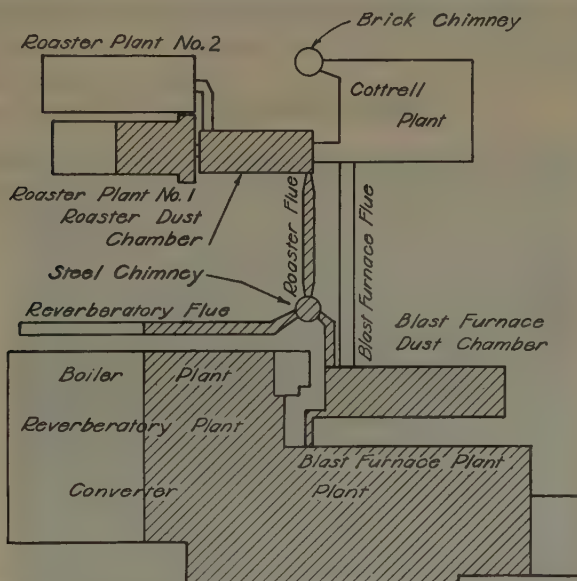 Brick Chimney
Roaster Plant No.2
Cottrell
Plant
Roaster Plant No.1
Roaster Dust
Chamber
Roaster Flue
Blast Furnace Flue
Steel Chimney
Reverberatory Flue
Blast Furnace
Dust Chamber
Boiler Plant
Reverberatory Plant
Blast Furnace Plant
Converter Plant